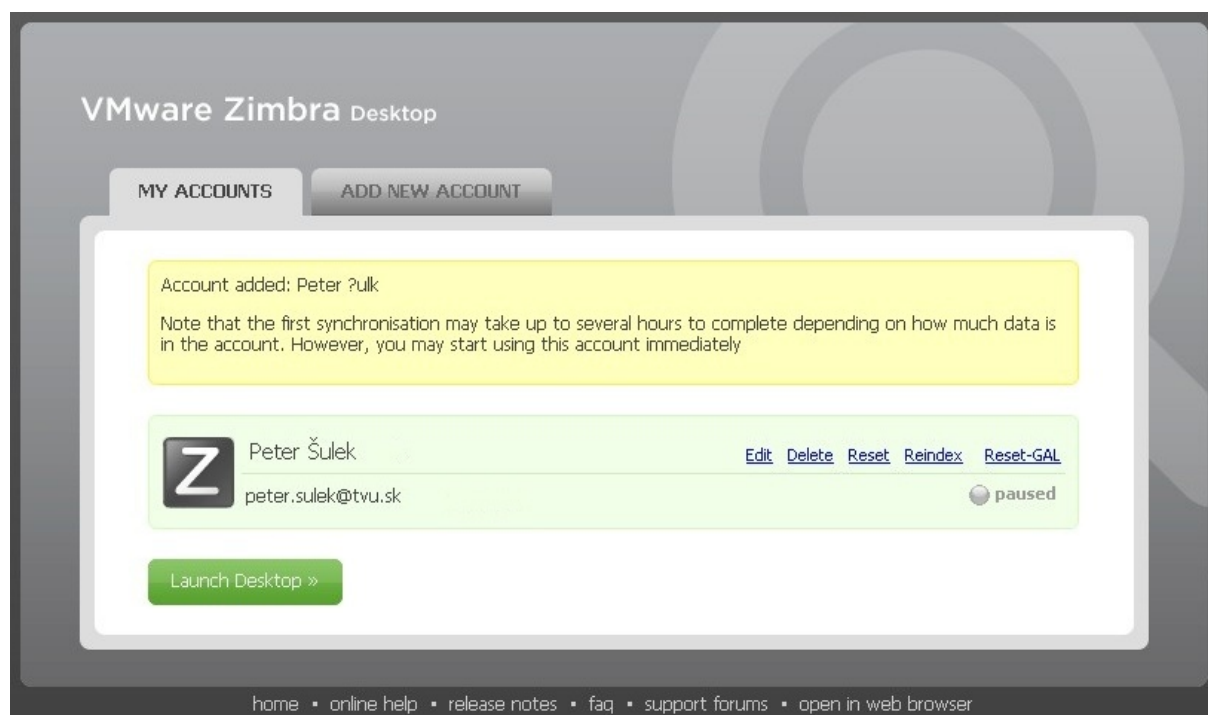 VMware Zimbra Desktop
MY ACCOUNTS
ADD NEW ACCOUNT
Account added: Peter ?ulk
Note that the first synchronisation may take up to several hours to complete depending on how much data is
in the account. However, you may start using this account immediately
Z
Peter Šulek
Edit Delete Reset Reindex Reset-GAL
peter.sulek@tvu.sk
paused
Launch Desktop »
home ▪ online help ▪ release notes ▪ faq ▪ support forums ▪ open in web browser